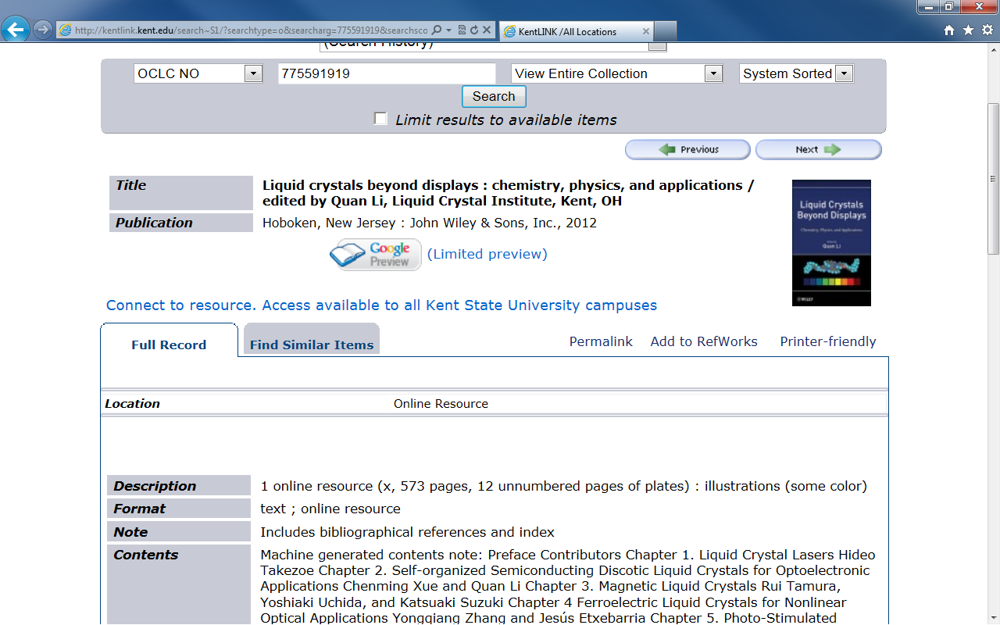 http://kentlink.kent.edu/search~S1/?searchtype=o&searcharg=775591919&searchsco
KentLINK /All Locations
(Search History)
OCLC NO 775591919 View Entire Collection System Sorted
Search
Limit results to available items
Previous Next
Title Liquid crystals beyond displays : chemistry, physics, and applications /
edited by Quan Li, Liquid Crystal Institute, Kent, OH
Publication Hoboken, New Jersey : John Wiley & Sons, Inc., 2012
Liquid Crystals
Beyond Displays
Chemistry, Physics, and Applications
Quan Li
WILEY
Google
Preview
(Limited preview)
Connect to resource. Access available to all Kent State University campuses
Full Record Find Similar Items Permalink Add to RefWorks Printer-friendly
Location Online Resource
Description 1 online resource (x, 573 pages, 12 unnumbered pages of plates) : illustrations (some color)
Format text ; online resource
Note Includes bibliographical references and index
Contents Machine generated contents note: Preface Contributors Chapter 1. Liquid Crystal Lasers Hideo
Takezoe Chapter 2. Self-organized Semiconducting Discotic Liquid Crystals for Optoelectronic
Applications Chenming Xue and Quan Li Chapter 3. Magnetic Liquid Crystals Rui Tamura,
Yoshiaki Uchida, and Katsuaki Suzuki Chapter 4 Ferroelectric Liquid Crystals for Nonlinear
Optical Applications Yongqiang Zhang and Jesús Etxebarria Chapter 5. Photo-Stimulated